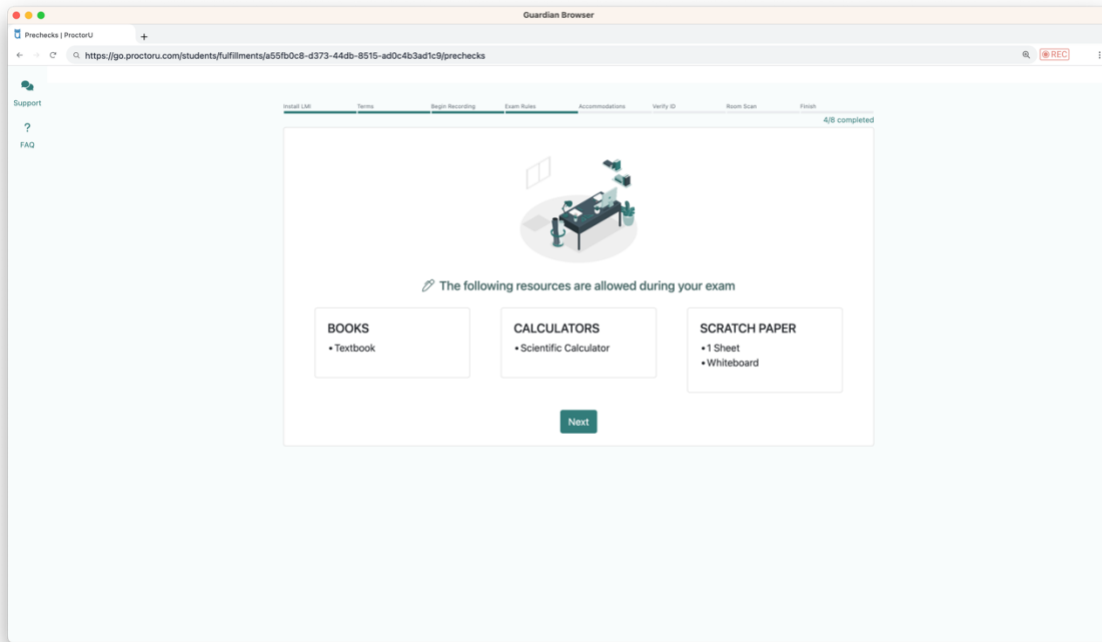 Guardian Browser
Prechecks | ProctorU
https://go.proctoru.com/students/fulfillments/a55fb0c8-d373-44db-8515-ad0c4b3ad1c9/prechecks
REC
Support
?
FAQ
Install LMI Terms Begin Recording Exam Rules Accommodations Verify ID Room Scan Finish
4/8 completed
The following resources are allowed during your exam
BOOKS
• Textbook
CALCULATORS
• Scientific Calculator
SCRATCH PAPER
• 1 Sheet
• Whiteboard
Next